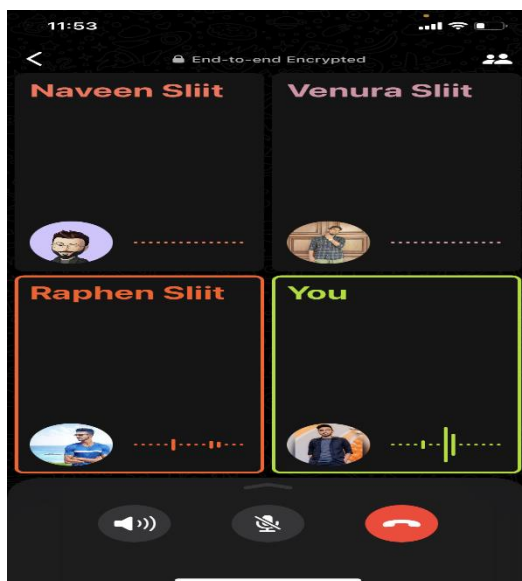 11:53
End-to-end Encrypted
Naveen Sliit
Venura Sliit
Raphen Sliit
You